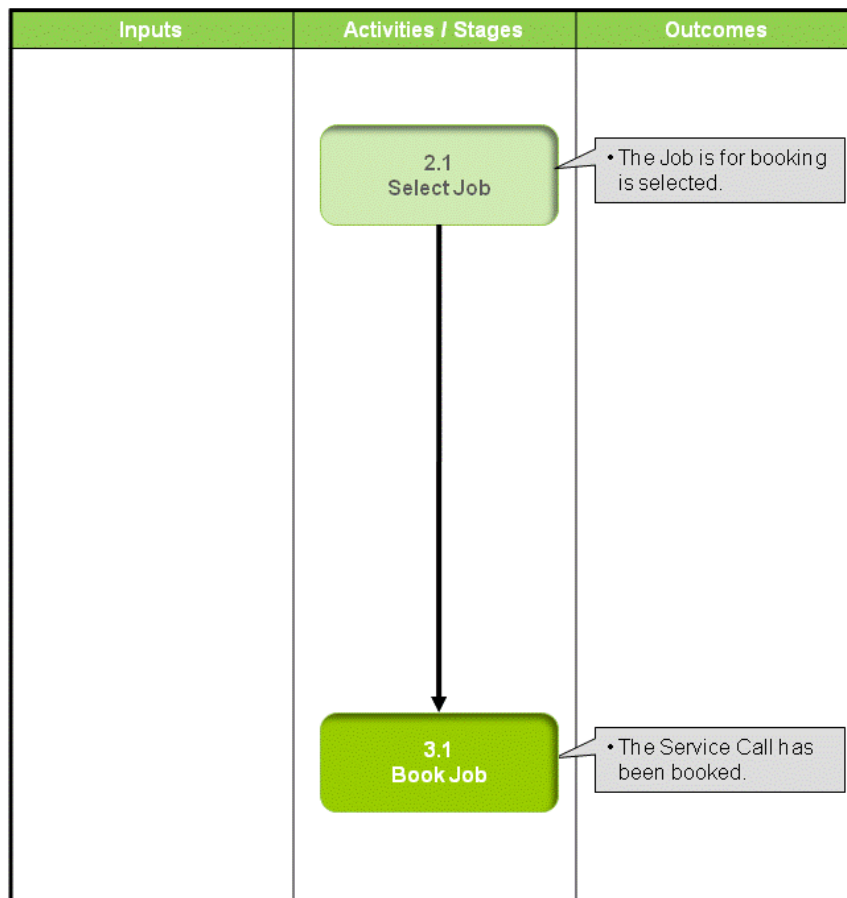 Inputs
Activities / Stages
Outcomes
2.1
Select Job
• The Job is for booking
is selected.
3.1
Book Job
• The Service Call has
been booked.